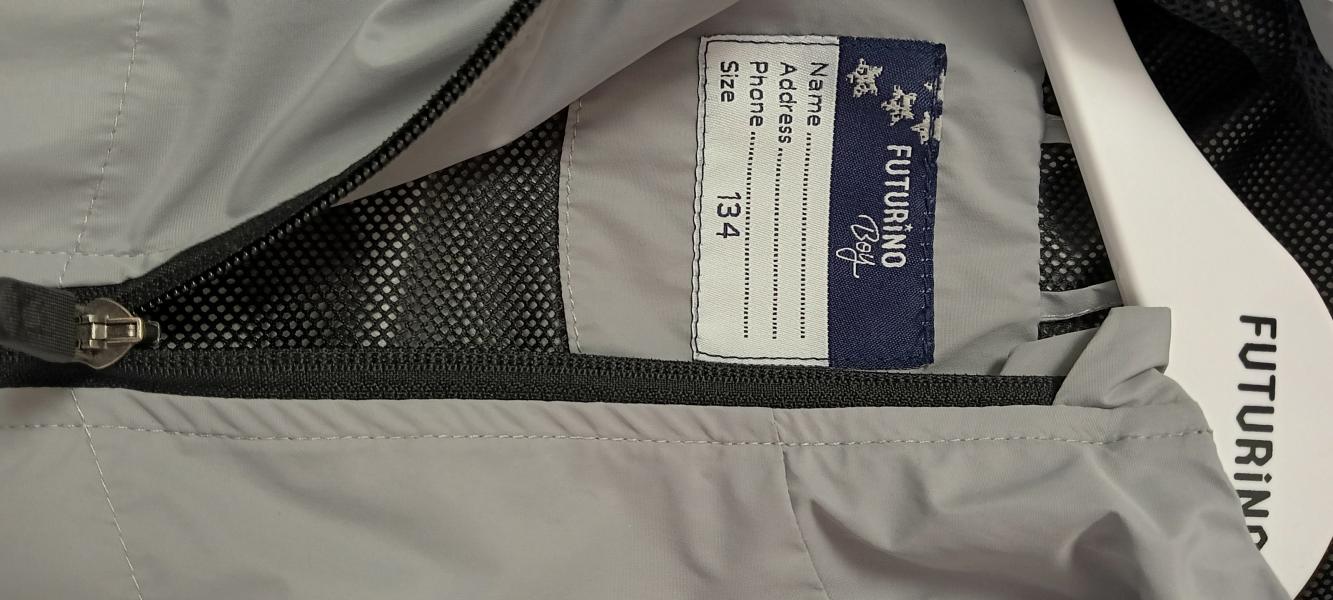 FUTURiNO
Boy
Name
Address
Phone
Size 134
FUTURiNO